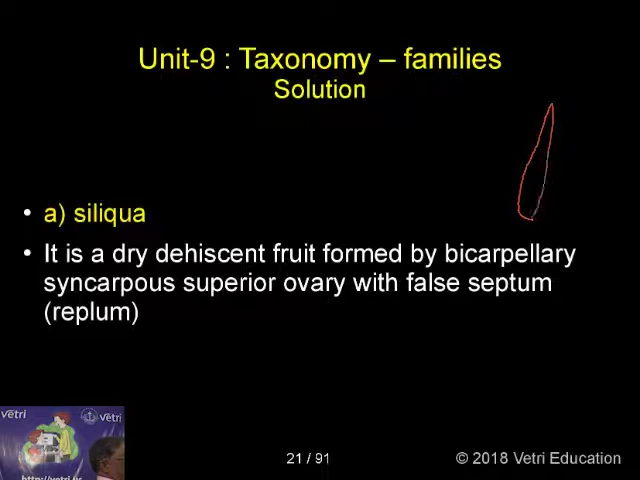 Unit-9 : Taxonomy – families
Solution
• a) siliqua
• It is a dry dehiscent fruit formed by bicarpellary
syncarpous superior ovary with false septum
(replum)
vetri
vetri
21 / 91
© 2018 Vetri Education